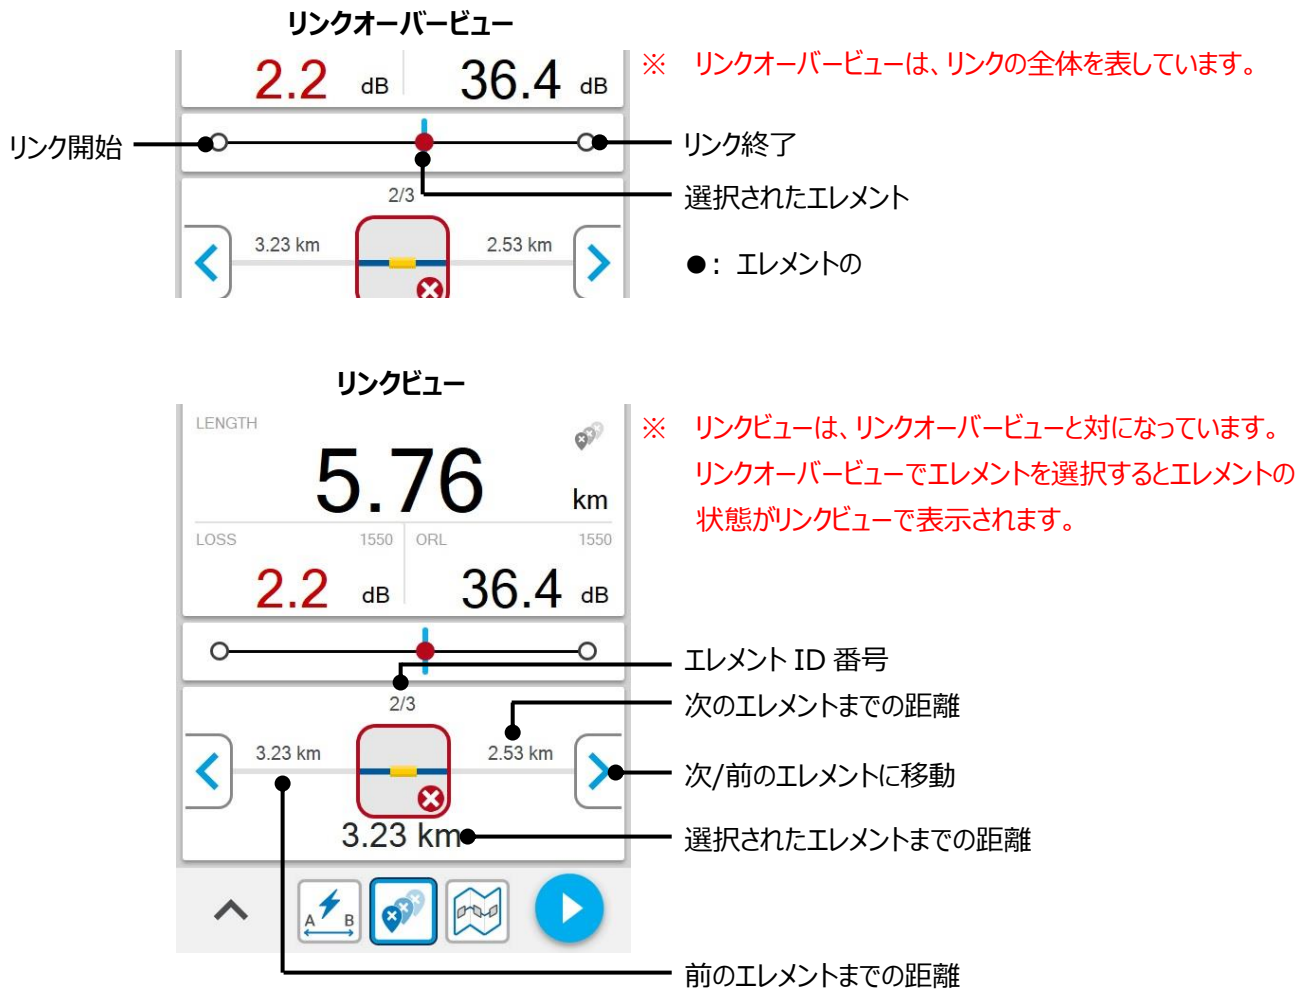 リンクオーバービュー
2.2 dB 36.4 dB
※ リンクオーバービューは、リンクの全体を表しています。
リンク開始
リンク終了
2/3
選択されたエレメント
3.23 km 2.53 km
●: エレメントの
リンクビュー
LENGTH
5.76 km
※ リンクビューは、リンクオーバービューと対になっています。
リンクオーバービューでエレメントを選択するとエレメントの
状態がリンクビューで表示されます。
LOSS 1550 ORL 1550
2.2 dB 36.4 dB
エレメント ID 番号
2/3
次のエレメントまでの距離
3.23 km 2.53 km
次/前のエレメントに移動
3.23 km
選択されたエレメントまでの距離
A B
前のエレメントまでの距離